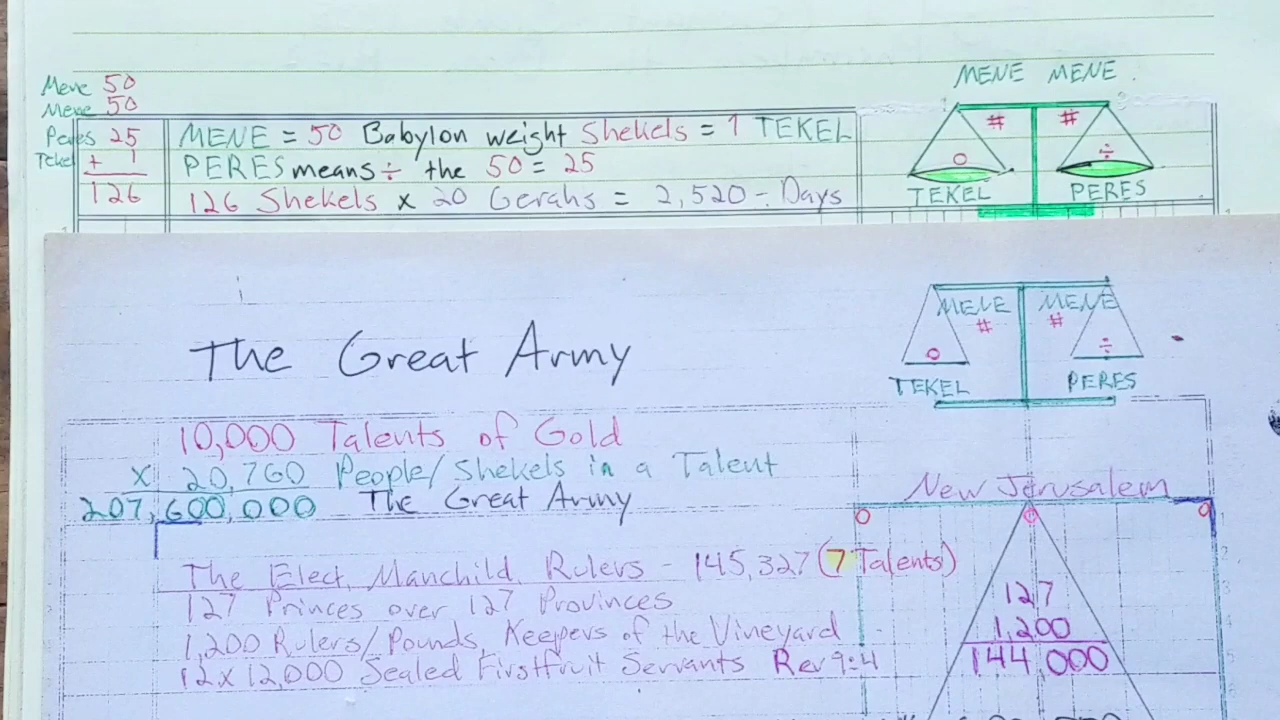 Mene 50
Mene 50
Peres 25
Tekel + 1
126
MENE = 50 Babylon weight Shekels = 1 TEKEL
PERES means ÷ the 50 = 25
126 Shekels x 20 Gerahs = 2,520 - Days
MENE MENE
# #
O ÷
TEKEL PERES
The Great Army
MENE MENE
# #
O ÷
TEKEL PERES
10,000 Talents of Gold
x 20,760 People/Shekels in a Talent
207,600,000 The Great Army
New Jerusalem
The Elect, Manchild, Rulers - 145,327 (7 Talents)
127 Princes over 127 Provinces
1,200 Rulers/Pounds, Keepers of the Vineyard
12x12,000 Sealed Firstfruit Servants Rev 9:4
127
1,200
144,000